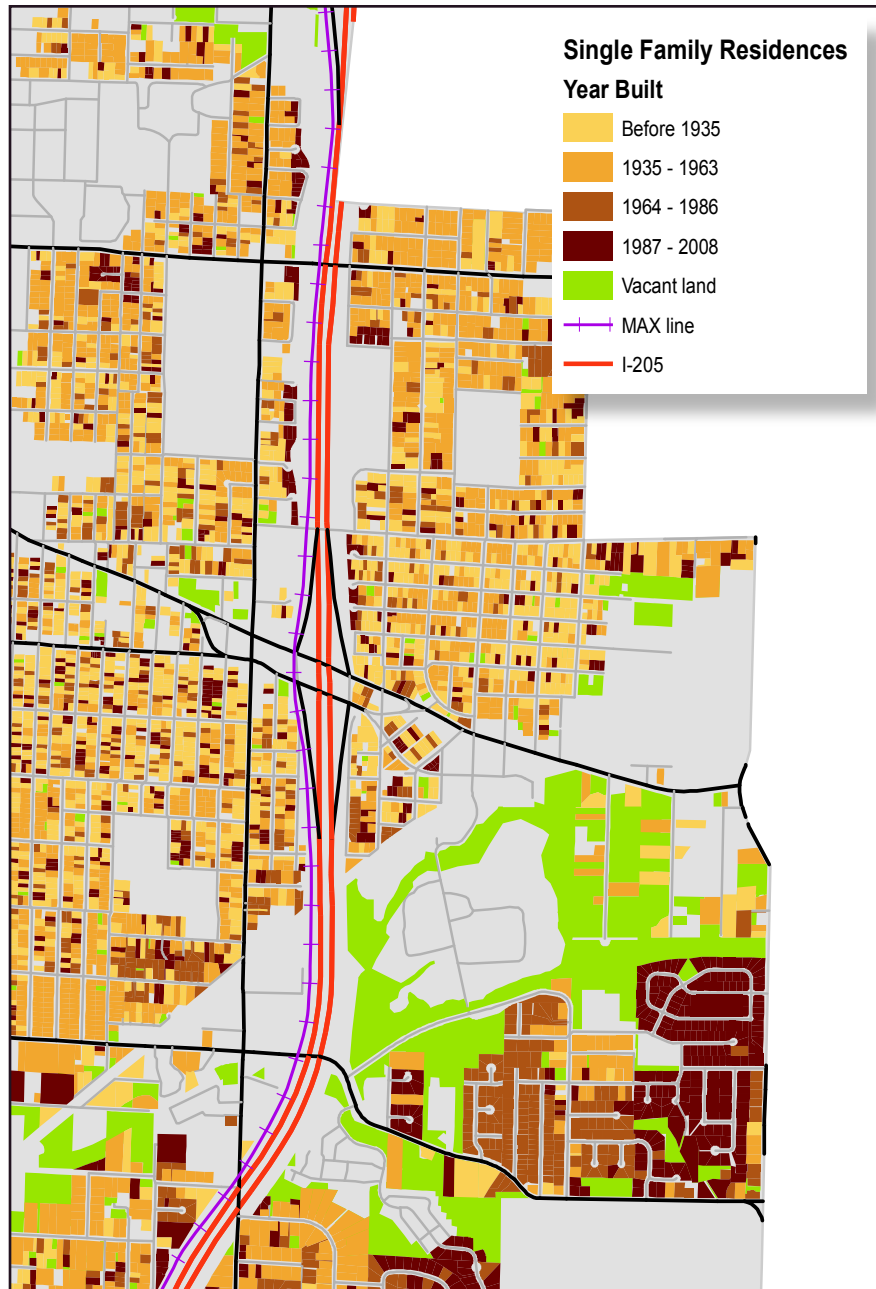 Single Family Residences
Year Built
Before 1935
1935 - 1963
1964 - 1986
1987 - 2008
Vacant land
MAX line
I-205